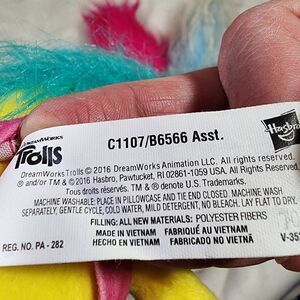 C1107/B6566 Asst.
DREAMWORKS
Trolls
Hasbro
DreamWorks Trolls © 2016 DreamWorks Animation LLC. All rights reserved.
® and/or TM & © 2016 Hasbro, Pawtucket, RI 02861-1059 USA. All Rights Reserved.
Tous droits réservés. TM & ® denote U.S. Trademarks.
MACHINE WASHABLE: PLACE IN PILLOWCASE AND TIE END CLOSED. MACHINE WASH
SEPARATELY, GENTLE CYCLE, COLD WATER, MILD DETERGENT, NO BLEACH, LAY FLAT TO DRY.
FILLING: ALL NEW MATERIALS: POLYESTER FIBERS
MADE IN VIETNAM FABRIQUÉ AU VIETNAM
REG. NO. PA - 282 HECHO EN VIETNAM FABRICADO NO VIETNÃ V-35